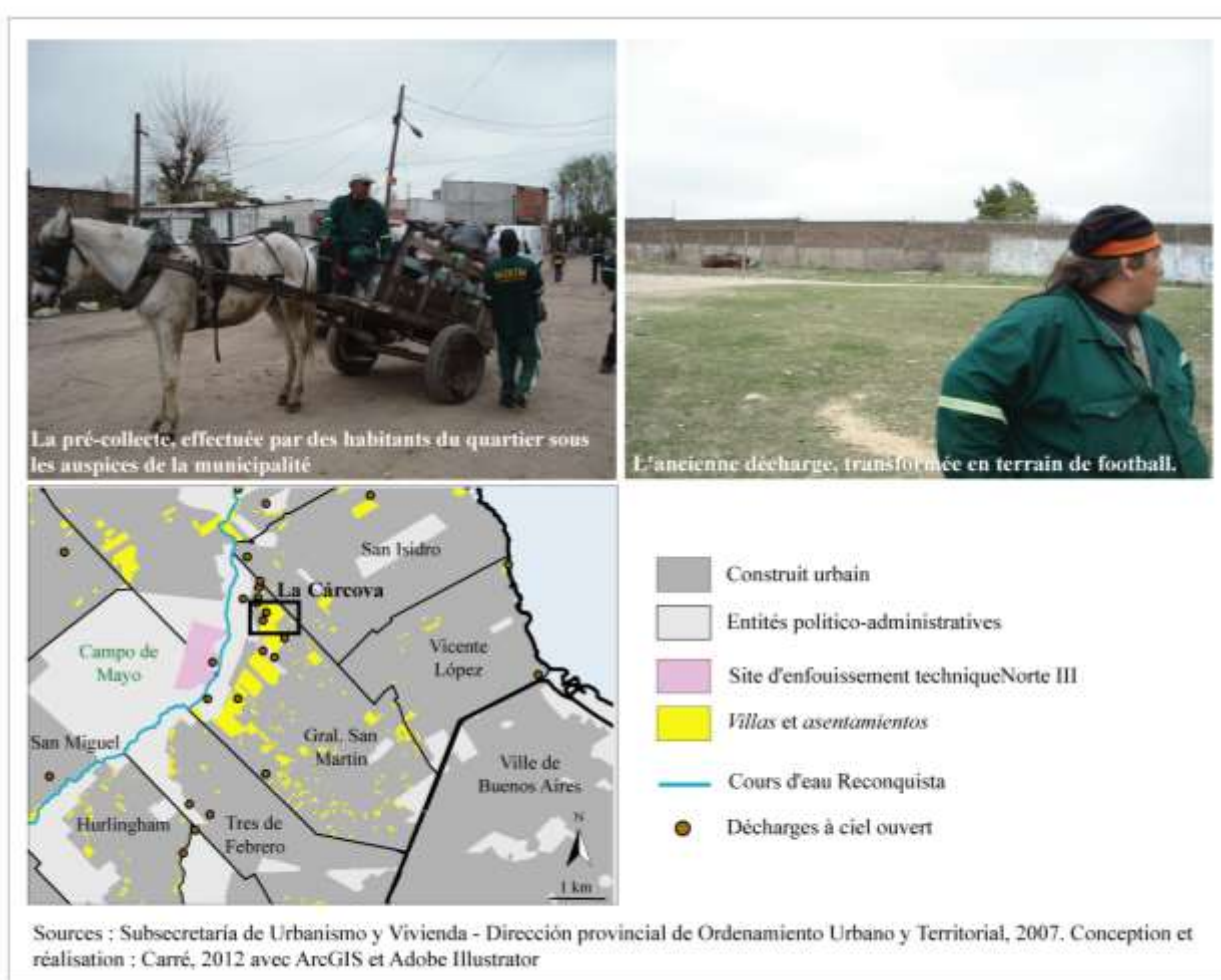 La pré-collecte, effectuée par des habitants du quartier sous
les auspices de la municipalité
L'ancienne décharge, transformée en terrain de football.
San Isidro
La Cárcova
Campo de
Mayo
Vicente
López
San Miguel
Gral. San
Martín
Ville de
Buenos Aires
Hurlingham
Tres de
Febrero
N
1 km
Construit urbain
Entités politico-administratives
Site d'enfouissement techniqueNorte III
Villas et asentamientos
Cours d'eau Reconquista
Décharges à ciel ouvert
Sources : Subsecretaría de Urbanismo y Vivienda - Dirección provincial de Ordenamiento Urbano y Territorial, 2007. Conception et
réalisation : Carré, 2012 avec ArcGIS et Adobe Illustrator